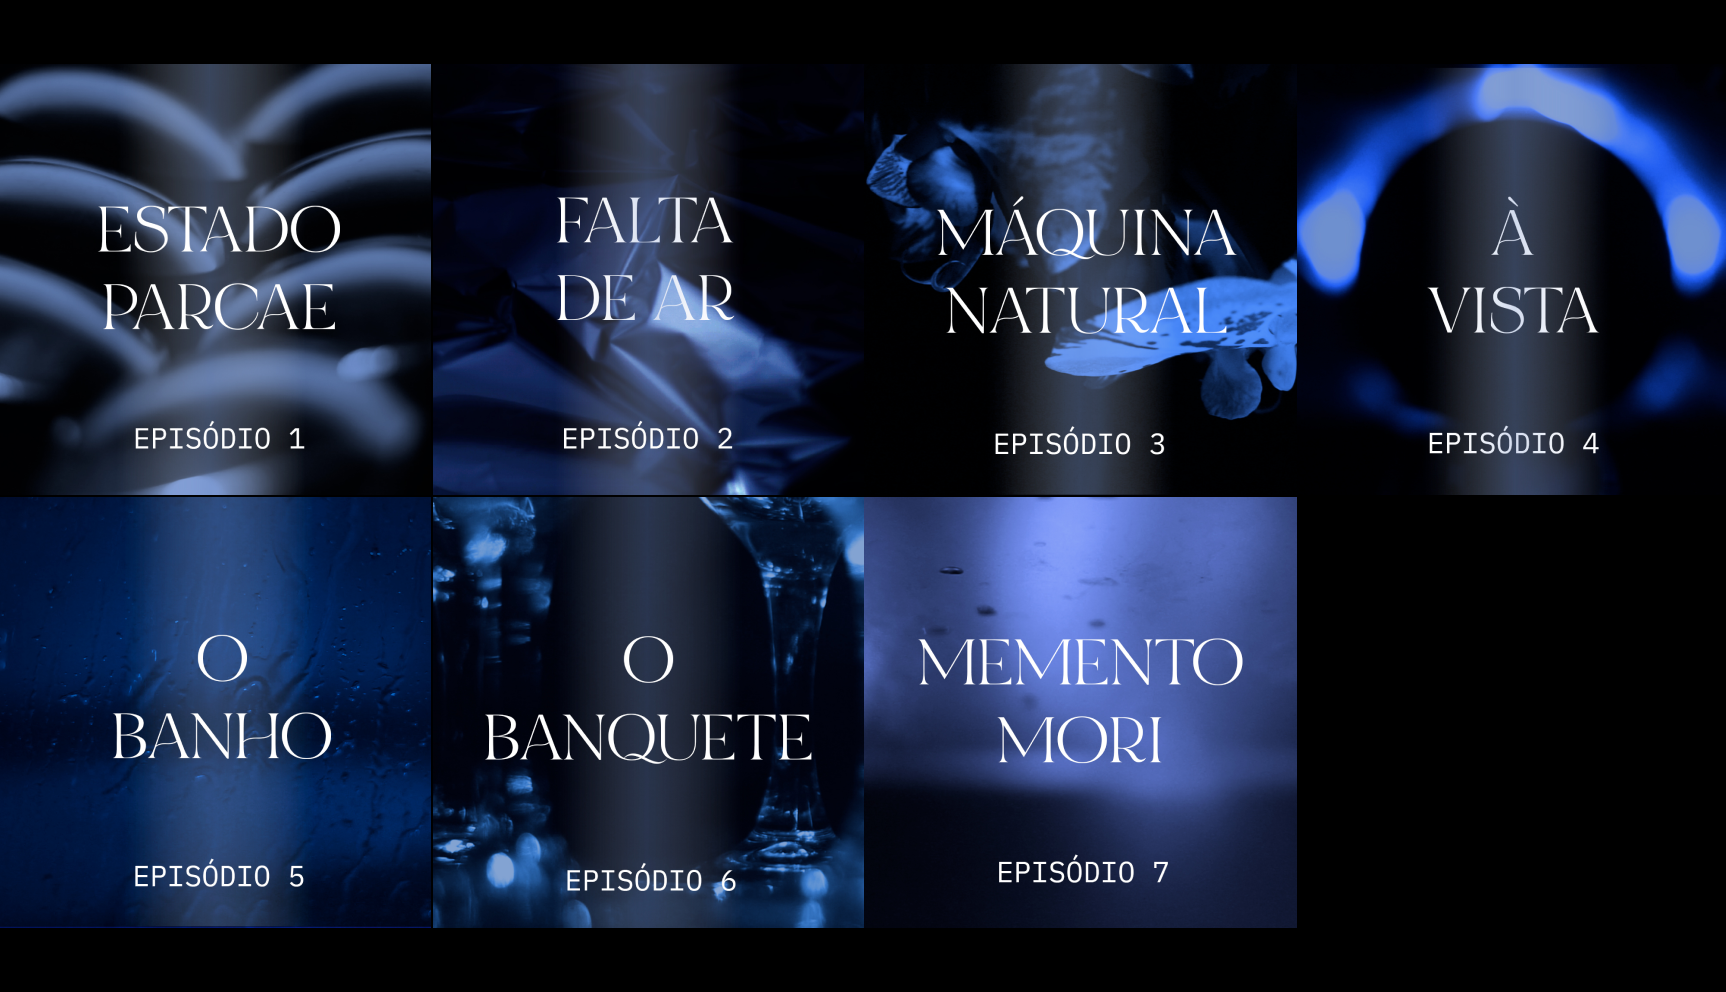 ESTADO
PARCAE
EPISÓDIO 1
FALTA
DE AR
EPISÓDIO 2
MÁQUINA
NATURAL
EPISÓDIO 3
À
VISTA
EPISÓDIO 4
O
BANHO
EPISÓDIO 5
O
BANQUETE
EPISÓDIO 6
MEMENTO
MORI
EPISÓDIO 7